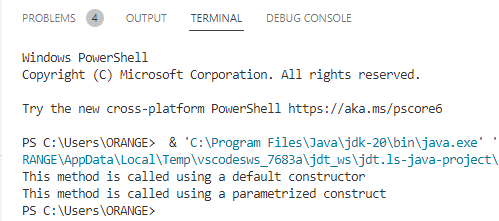 PROBLEMS 4 OUTPUT TERMINAL DEBUG CONSOLE
Windows PowerShell
Copyright (C) Microsoft Corporation. All rights reserved.
Try the new cross-platform PowerShell https://aka.ms/pscore6
PS C:\Users\ORANGE>  & 'C:\Program Files\Java\jdk-20\bin\java.exe' '
RANGE\AppData\Local\Temp\vscodesws_7683a\jdt_ws\jdt.ls-java-project\
This method is called using a default constructor
This method is called using a parametrized construct
PS C:\Users\ORANGE>